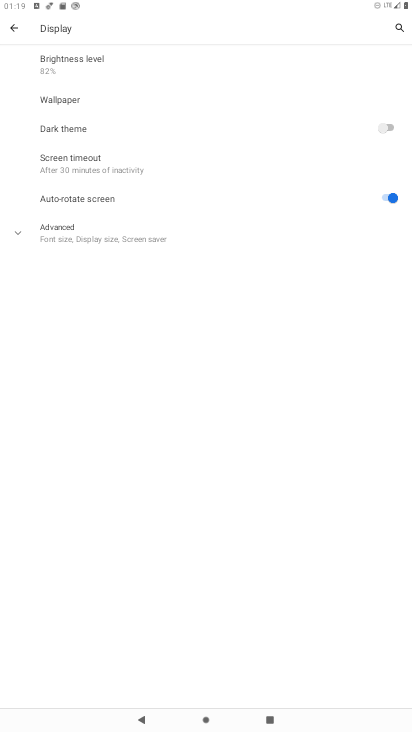 01:19
LTE
Display
Brightness level
82%
Wallpaper
Dark theme
Screen timeout
After 30 minutes of inactivity
Auto-rotate screen
Advanced
Font size, Display size, Screen saver